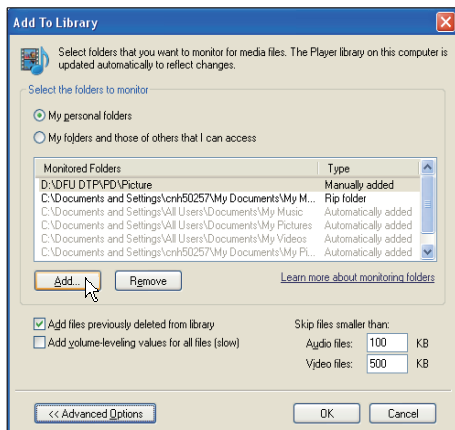 Add To Library
Select folders that you want to monitor for media files. The Player library on this computer is
updated automatically to reflect changes.
Select the folders to monitor
My personal folders
My folders and those of others that I can access
Monitored Folders Type
D:\DFU DTP\PD\Picture Manually added
C:\Documents and Settings\cnh50257\My Documents\My M... Rip folder
C:\Documents and Settings\All Users\Documents\My Music Automatically added
C:\Documents and Settings\All Users\Documents\My Pictures Automatically added
C:\Documents and Settings\All Users\Documents\My Videos Automatically added
C:\Documents and Settings\cnh50257\My Documents\My Pi... Automatically added
Add... Remove Learn more about monitoring folders
Add files previously deleted from library
Add volume-leveling values for all files (slow)
Skip files smaller than:
Audio files: 100 KB
Video files: 500 KB
<< Advanced Options OK Cancel